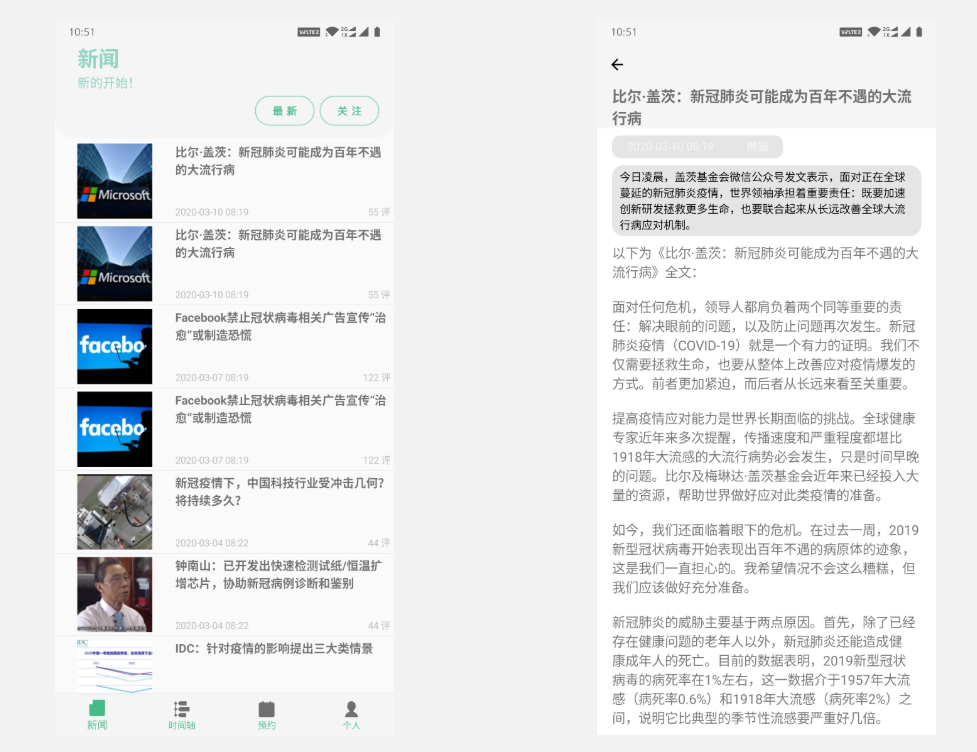 10:51
VoLTE2
2G
1X
新闻
新的开始！
最 新
关 注
Microsoft
比尔·盖茨：新冠肺炎可能成为百年不遇
的大流行病
2020-03-10 08:19
55 评
Microsoft
比尔·盖茨：新冠肺炎可能成为百年不遇
的大流行病
2020-03-10 08:19
55 评
facebo
Facebook禁止冠状病毒相关广告宣传“治
愈”或制造恐慌
2020-03-07 08:19
122 评
facebo
Facebook禁止冠状病毒相关广告宣传“治
愈”或制造恐慌
2020-03-07 08:19
122 评
新冠疫情下，中国科技行业受冲击几何?
将持续多久?
2020-03-04 08:22
44 评
钟南山：已开发出快速检测试纸/恒温扩
增芯片，协助新冠病例诊断和鉴别
2020-03-04 08:22
44 评
IDC
IDC：针对疫情的影响提出三大类情景
新闻
时间轴
预约
个人
10:51
VoLTE2
2G
1X
比尔·盖茨：新冠肺炎可能成为百年不遇的大流
行病
2020-03-10 08:19
今日凌晨，盖茨基金会微信公众号发文表示，面对正在全球
蔓延的新冠肺炎疫情，世界领袖承担着重要责任：既要加速
创新研发拯救更多生命，也要联合起来从长远改善全球大流
行病应对机制。
以下为《比尔·盖茨：新冠肺炎可能成为百年不遇的大
流行病》全文：
面对任何危机，领导人都肩负着两个同等重要的责
任：解决眼前的问题，以及防止问题再次发生。新冠
肺炎疫情（COVID-19）就是一个有力的证明。我们不
仅需要拯救生命，也要从整体上改善应对疫情爆发的
方式。前者更加紧迫，而后者从长远来看至关重要。
提高疫情应对能力是世界长期面临的挑战。全球健康
专家近年来多次提醒，传播速度和严重程度都堪比
1918年大流感的大流行病势必会发生，只是时间早晚
的问题。比尔及梅琳达·盖茨基金会近年来已经投入大
量的资源，帮助世界做好应对此类疫情的准备。
如今，我们还面临着眼下的危机。在过去一周，2019
新型冠状病毒开始表现出百年不遇的病原体的迹象，
这是我们一直担心的。我希望情况不会这么糟糕，但
我们应该做好充分准备。
新冠肺炎的威胁主要基于两点原因。首先，除了已经
存在健康问题的老年人以外，新冠肺炎还能造成健
康成年人的死亡。目前的数据表明，2019新型冠状
病毒的病死率在1%左右，这一数据介于1957年大流
感（病死率0.6%）和1918年大流感（病死率2%）之
间，说明它比典型的季节性流感要严重好几倍。